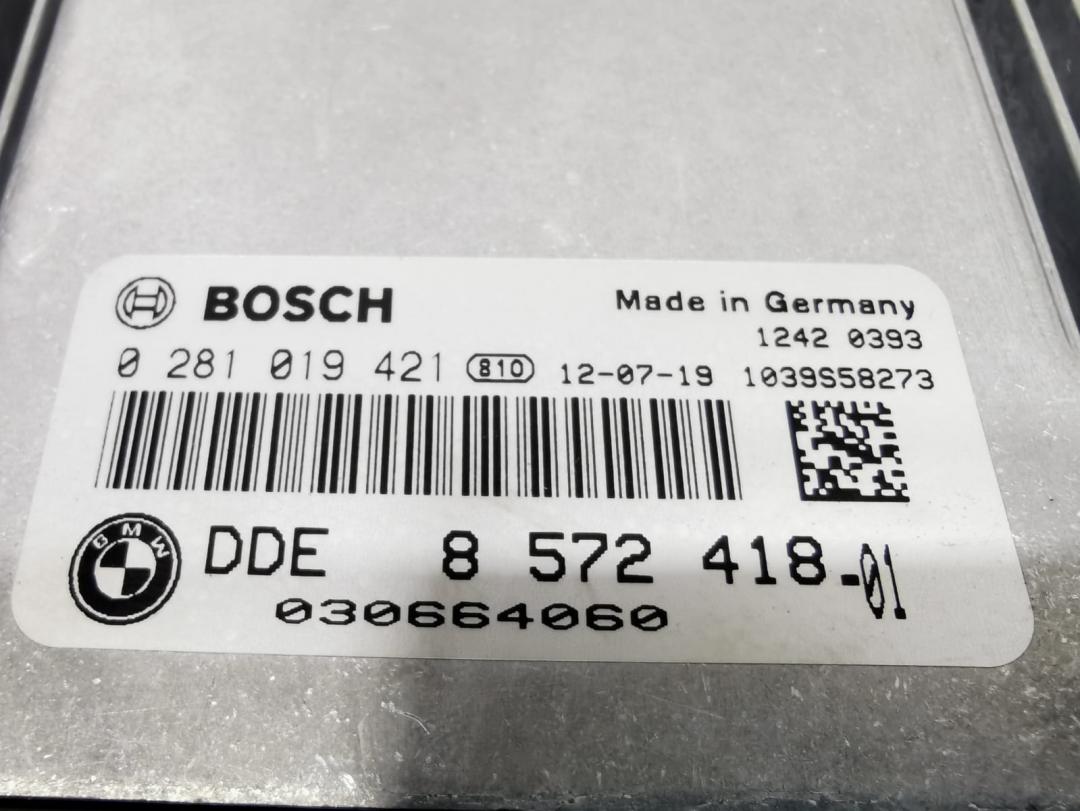 BOSCH
Made in Germany
1242 0393
0 281 019 421 810 12-07-19 1039S58273
BMW DDE 8 572 418-01
030664060